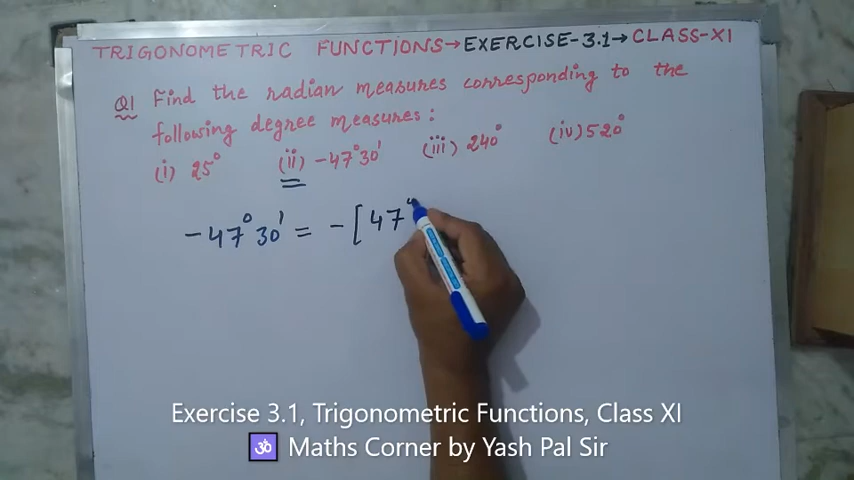 TRIGONOMETRIC FUNCTIONS→EXERCISE-3.1→CLASS-XI
Q1 Find the radian measures corresponding to the
following degree measures:
(i) 25° (ii) -47°30' (iii) 240° (iv) 520°
-47°30' = -[47°
Exercise 3.1, Trigonometric Functions, Class XI
🕉 Maths Corner by Yash Pal Sir